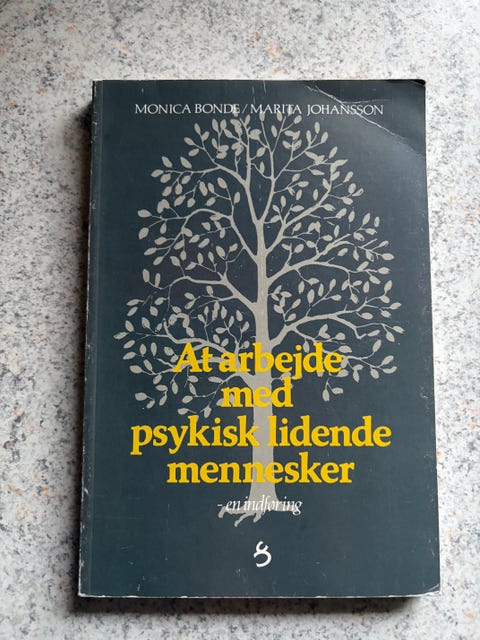 MONICA BONDE/MARITA JOHANSSON
At arbejde
med
psykisk lidende
mennesker
- en indføring